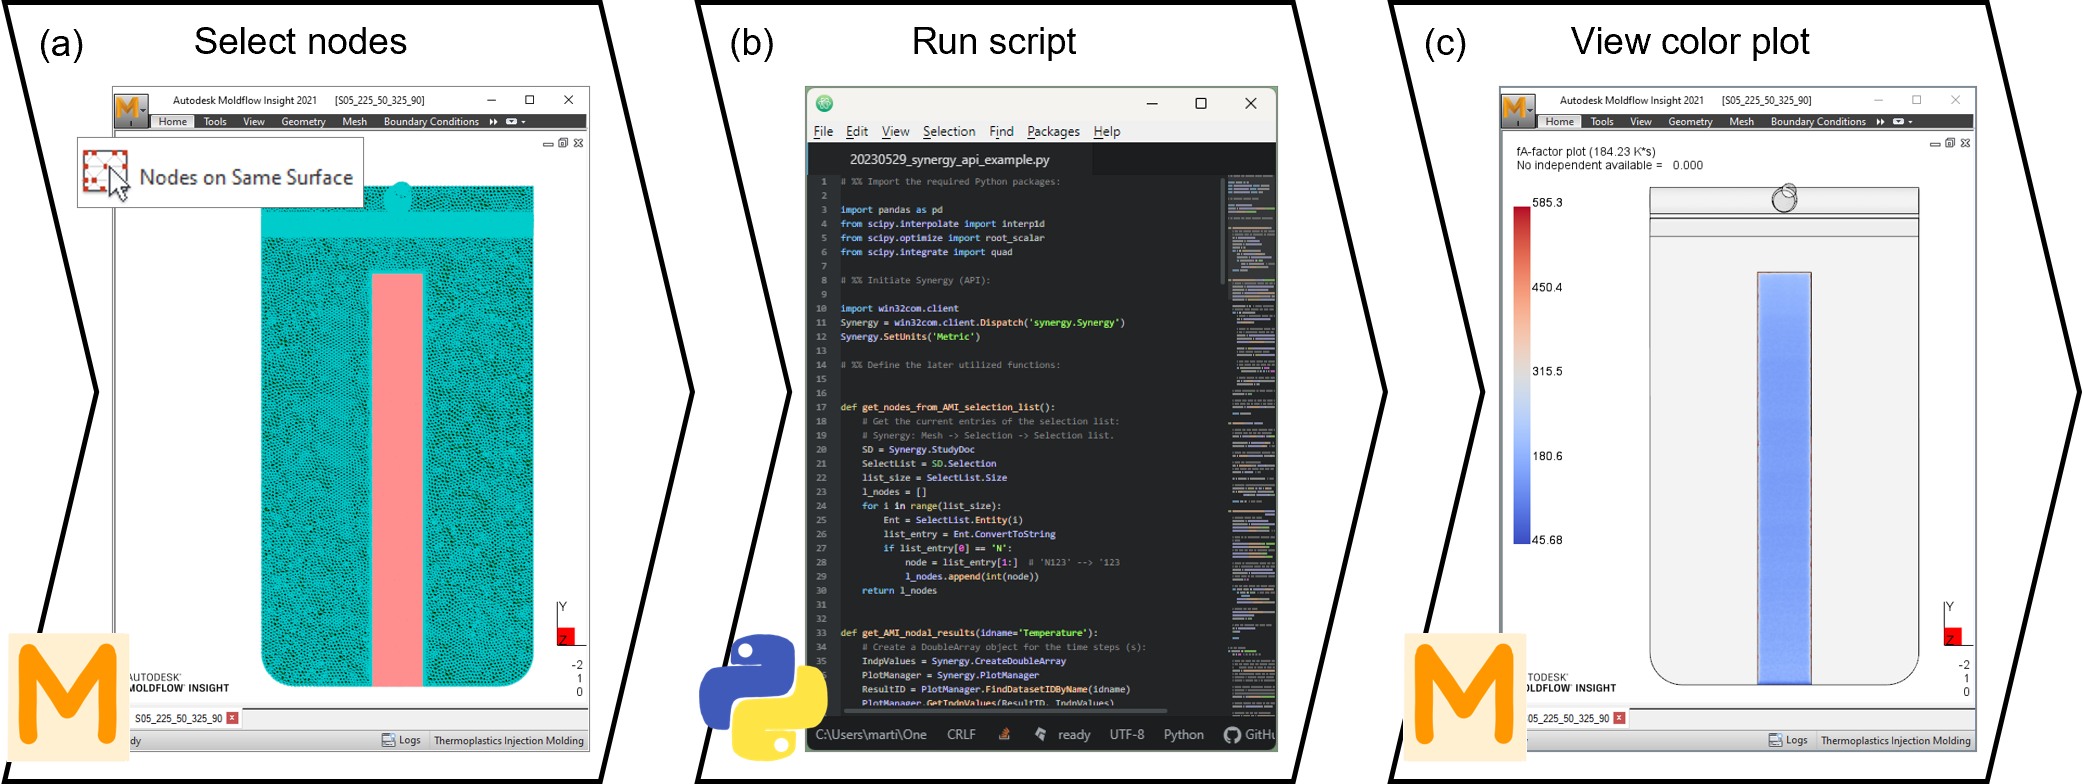 (a) Select nodes
Autodesk Moldflow Insight 2021 [S05_225_50_325_90]
Home Tools View Geometry Mesh Boundary Conditions
Nodes on Same Surface
Y
Z
-2
1
0
AUTODESK'
MOLDFLOW INSIGHT
S05_225_50_325_90
dy Logs Thermoplastics Injection Molding
(b) Run script
File Edit View Selection Find Packages Help
20230529_synergy_api_example.py
1 # %% Import the required Python packages:
2
3 import pandas as pd
4 from scipy.interpolate import interp1d
5 from scipy.optimize import root_scalar
6 from scipy.integrate import quad
7
8 # %% Initiate Synergy (API):
9
10 import win32com.client
11 Synergy = win32com.client.Dispatch('synergy.Synergy')
12 Synergy.SetUnits('Metric')
13
14 # %% Define the later utilized functions:
15
16
17 def get_nodes_from_AMI_selection_list():
18 # Get the current entries of the selection list:
19 # Synergy: Mesh -> Selection -> Selection list.
20 SD = Synergy.StudyDoc
21 SelectList = SD.Selection
22 list_size = SelectList.Size
23 l_nodes = []
24 for i in range(list_size):
25 Ent = SelectList.Entity(i)
26 list_entry = Ent.ConvertToString
27 if list_entry[0] == 'N':
28 node = list_entry[1:] # 'N123' --> '123
29 l_nodes.append(int(node))
30 return l_nodes
31
32
33 def get_AMI_nodal_results(idname='Temperature'):
34 # Create a DoubleArray object for the time steps (s):
35 IndpValues = Synergy.CreateDoubleArray
PlotManager = Synergy.PlotManager
ResultID = PlotManager.FindDatasetIDByName(idname)
PlotManager.GetIndpValues(ResultID, IndpValues)
C:\Users\marti\One CRLF ready UTF-8 Python GitHu
(c) View color plot
Autodesk Moldflow Insight 2021 [S05_225_50_325_90]
Home Tools View Geometry Mesh Boundary Conditions
fA-factor plot (184.23 K*s)
No independent available = 0.000
585.3
450.4
315.5
180.6
45.68
Y
Z
-2
1
0
TODESK'
DLDFLOW INSIGHT
05_225_50_325_90
Logs Thermoplastics Injection Molding